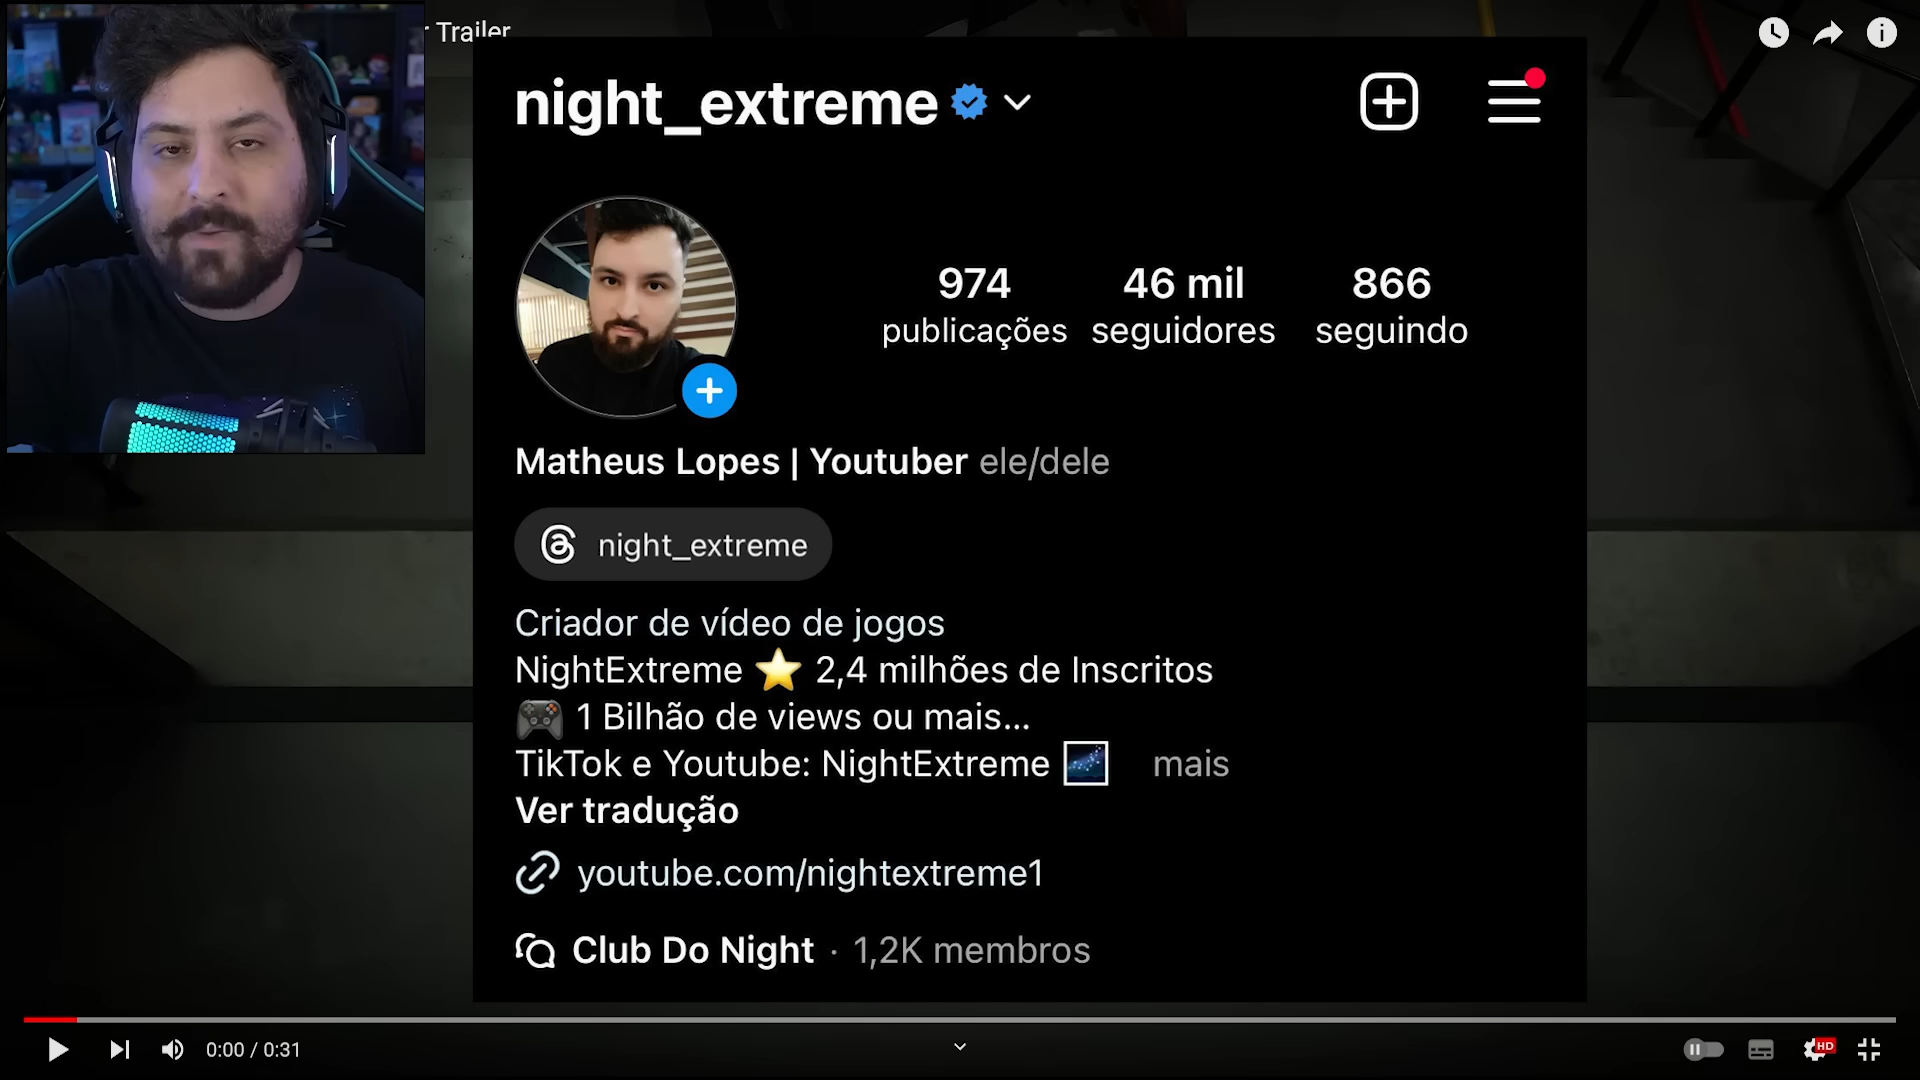 r Trailer
night_extreme
974
publicações
46 mil
seguidores
866
seguindo
Matheus Lopes | Youtuber ele/dele
night_extreme
Criador de vídeo de jogos
NightExtreme ⭐ 2,4 milhões de Inscritos
🎮 1 Bilhão de views ou mais...
TikTok e Youtube: NightExtreme 🌌 mais
Ver tradução
youtube.com/nightextreme1
Club Do Night · 1,2K membros
0:00 / 0:31
HD